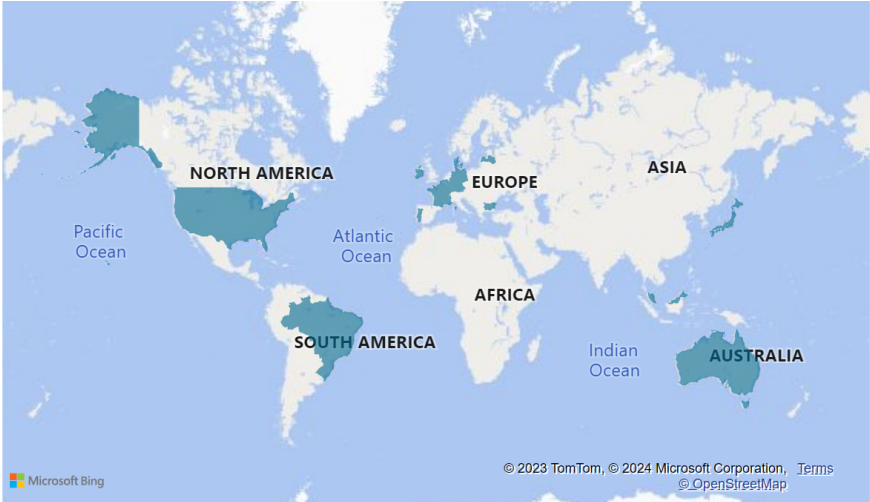 NORTH AMERICA
EUROPE
ASIA
Pacific
Ocean
Atlantic
Ocean
AFRICA
SOUTH AMERICA
Indian
Ocean
AUSTRALIA
© 2023 TomTom, © 2024 Microsoft Corporation, Terms
© OpenStreetMap
Microsoft Bing